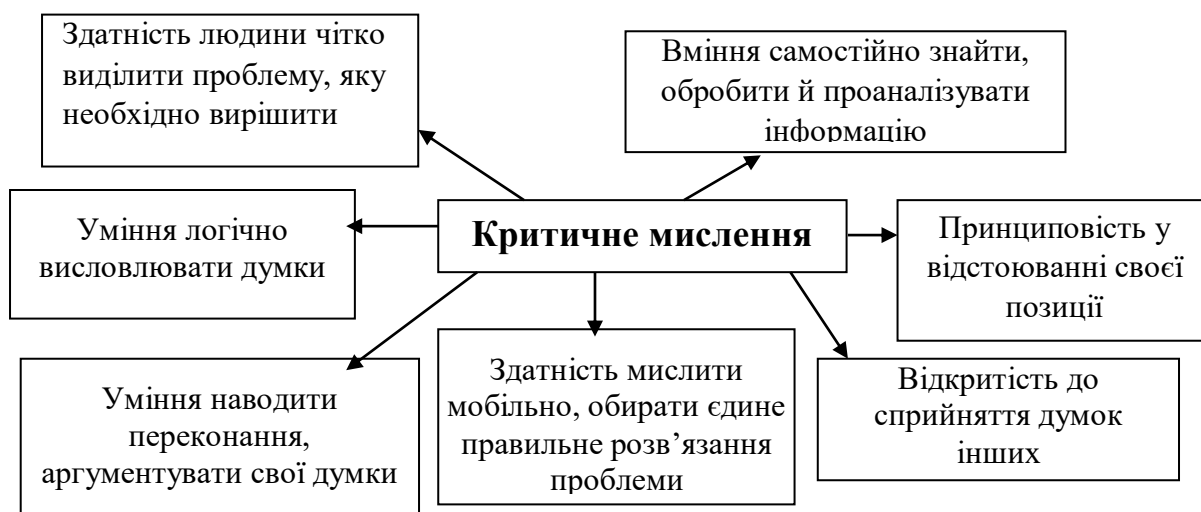 Здатність людини чітко
виділити проблему, яку
необхідно вирішити
Вміння самостійно знайти,
обробити й проаналізувати
інформацію
Критичне мислення
Уміння логічно
висловлювати думки
Принциповість у
відстоюванні своєї
позиції
Уміння наводити
переконання,
аргументувати свої думки
Здатність мислити
мобільно, обирати єдине
правильне розв’язання
проблеми
Відкритість до
сприйняття думок
інших